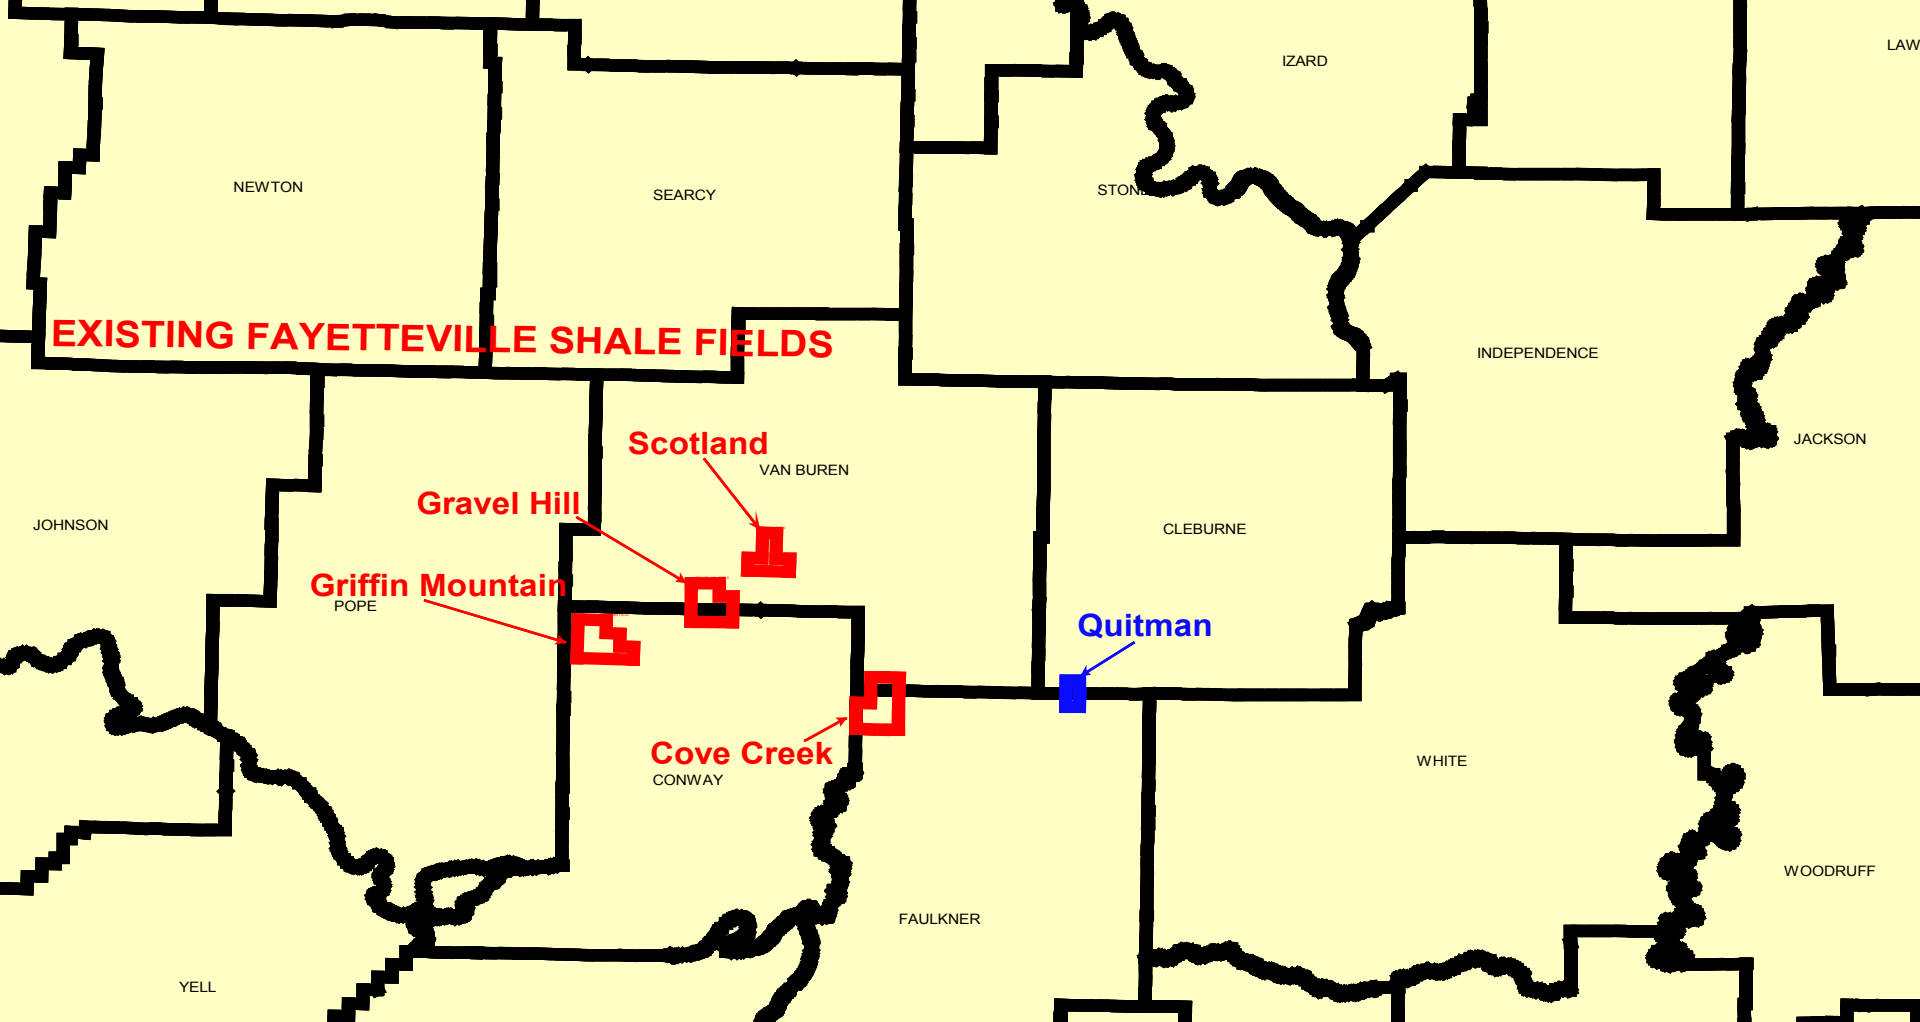 LAW
IZARD
NEWTON
SEARCY
STONE
EXISTING FAYETTEVILLE SHALE FIELDS
INDEPENDENCE
JACKSON
Scotland
VAN BUREN
Gravel Hill
JOHNSON
CLEBURNE
Griffin Mountain
POPE
Quitman
Cove Creek
CONWAY
WHITE
WOODRUFF
FAULKNER
YELL